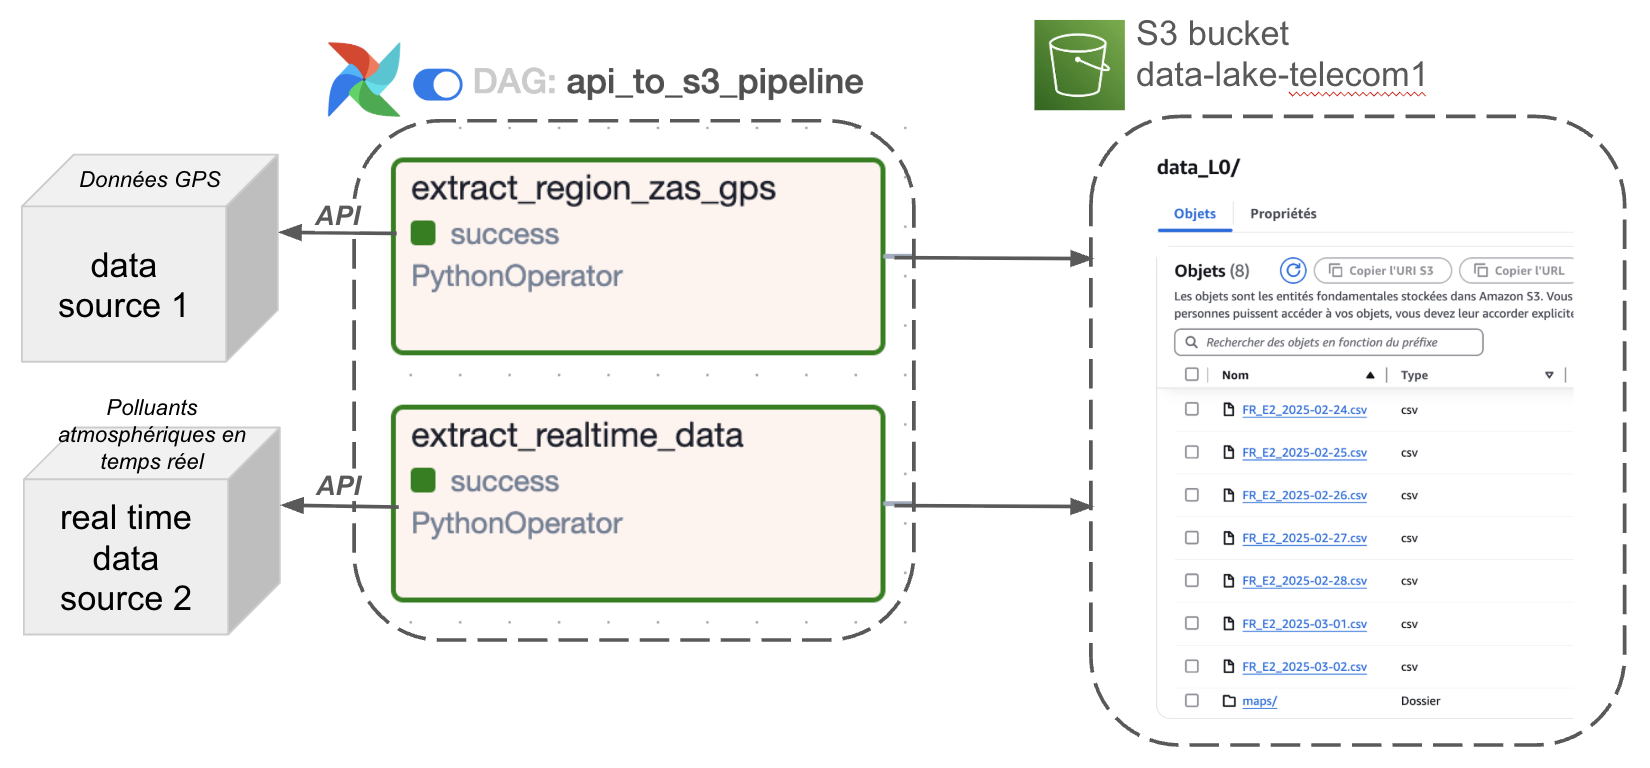 DAG: api_to_s3_pipeline
S3 bucket
data-lake-telecom1
Données GPS
data
source 1
API
extract_region_zas_gps
success
PythonOperator
Polluants
atmosphériques en
temps réel
real time
data
source 2
API
extract_realtime_data
success
PythonOperator
data_L0/
Objets
Propriétés
Objets (8)
Copier l'URI S3
Copier l'URL
Les objets sont les entités fondamentales stockées dans Amazon S3. Vous
personnes puissent accéder à vos objets, vous devez leur accorder explicite
Rechercher des objets en fonction du préfixe
Nom
Type
FR_E2_2025-02-24.csv csv
FR_E2_2025-02-25.csv csv
FR_E2_2025-02-26.csv csv
FR_E2_2025-02-27.csv csv
FR_E2_2025-02-28.csv csv
FR_E2_2025-03-01.csv csv
FR_E2_2025-03-02.csv csv
maps/ Dossier